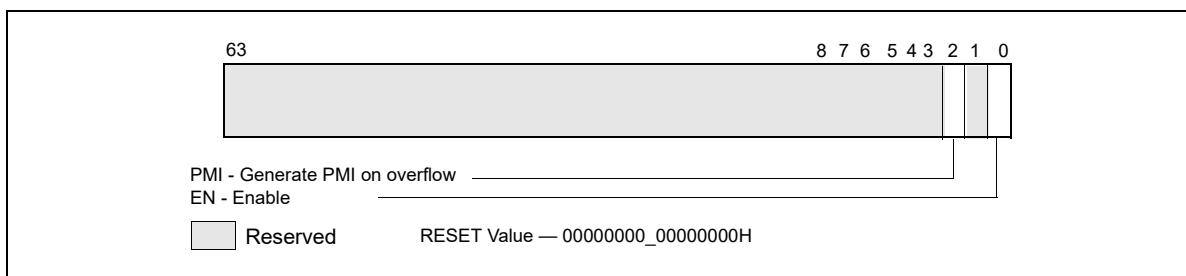 63 8 7 6 5 4 3 2 1 0
PMI - Generate PMI on overflow
EN - Enable
Reserved RESET Value — 00000000_00000000H